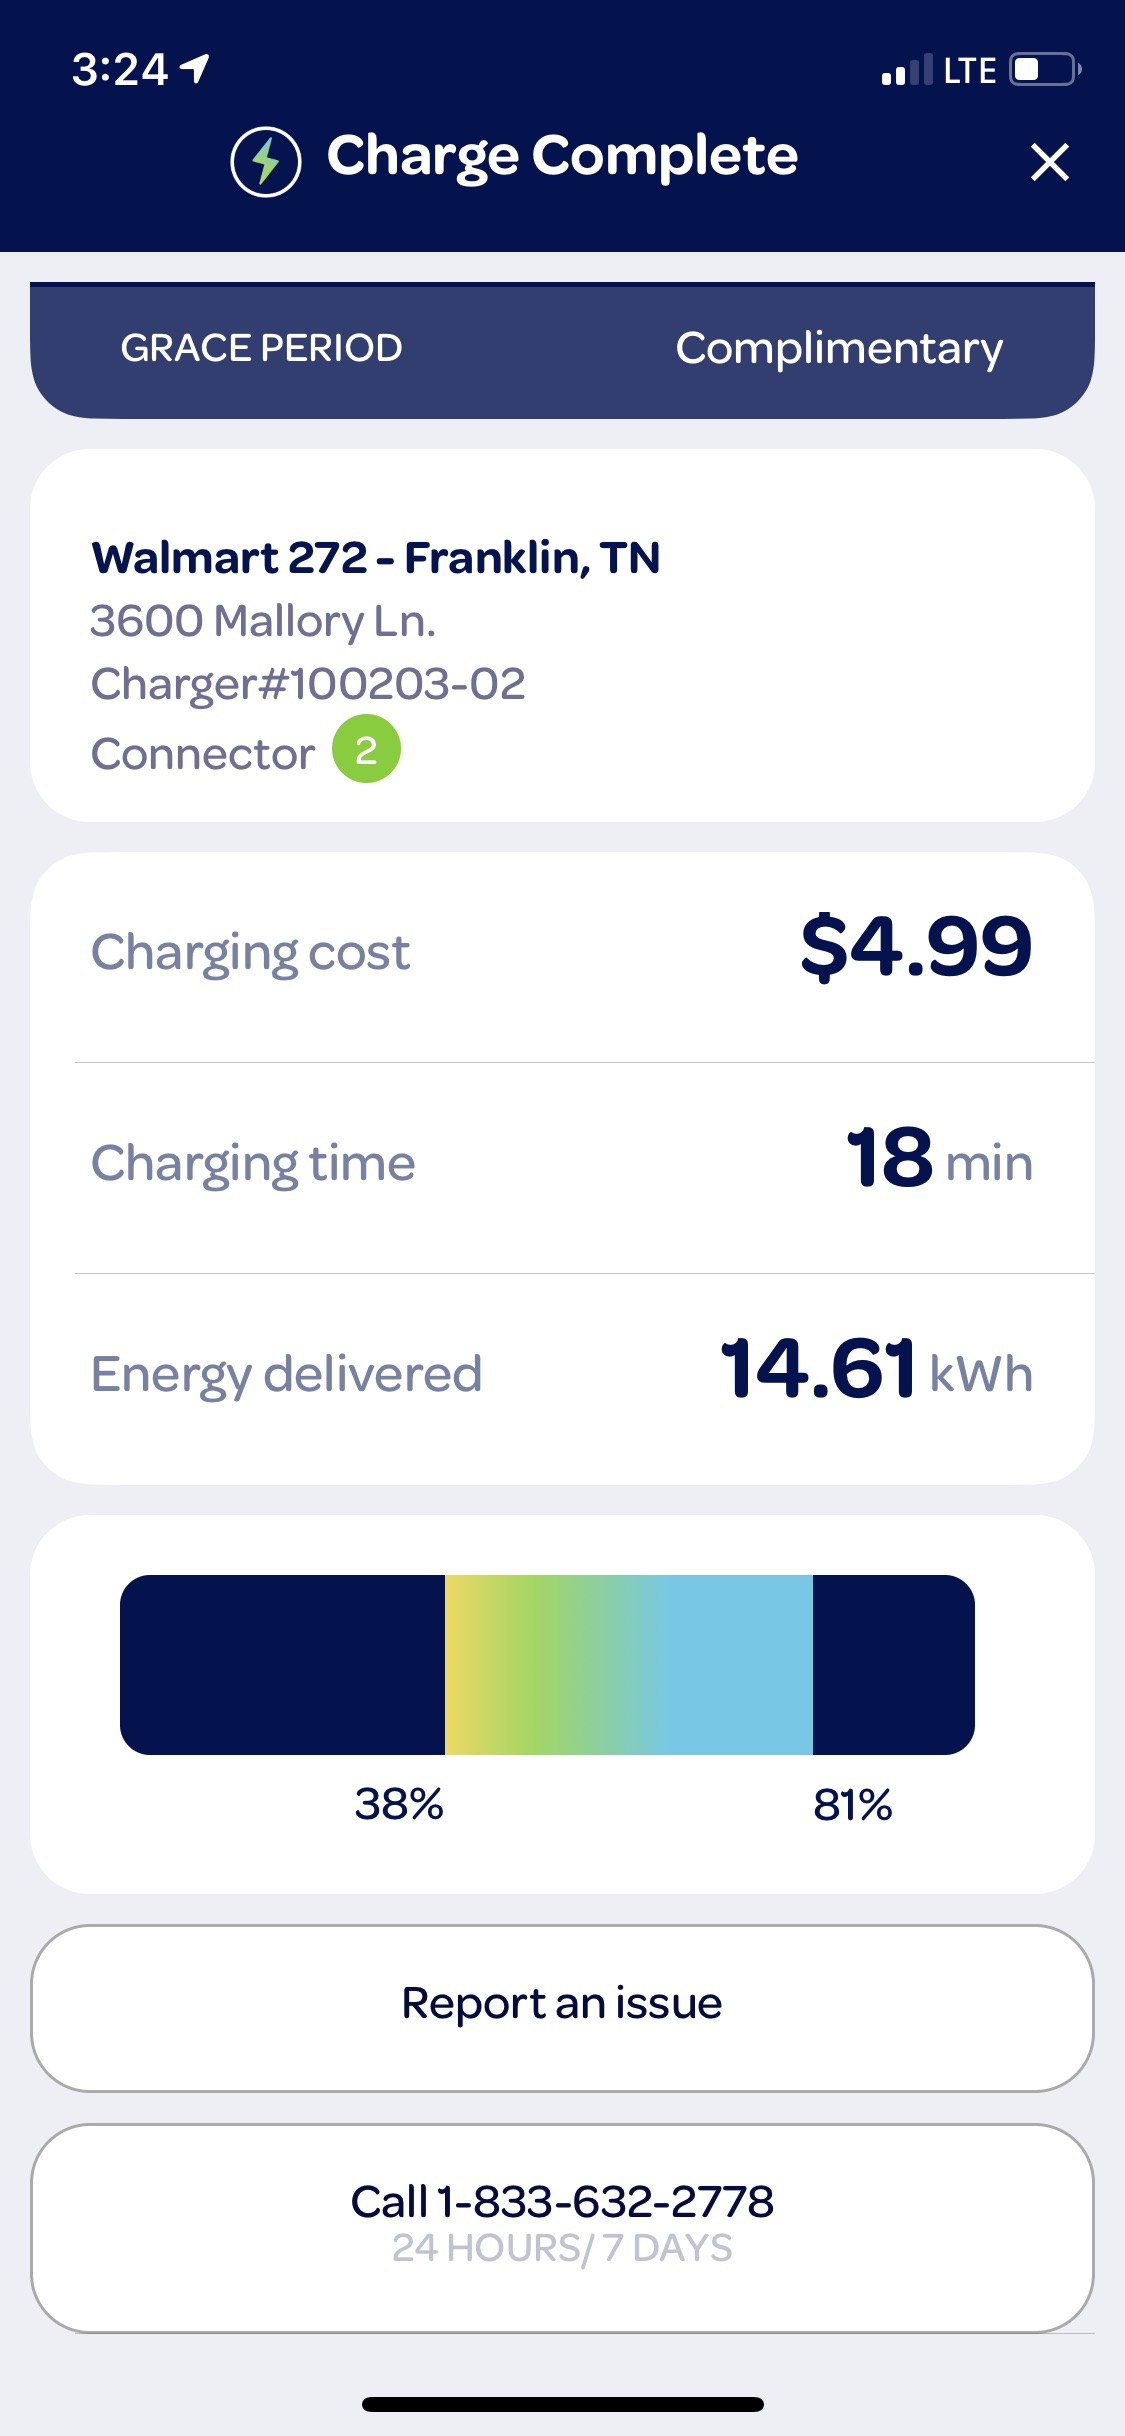 3:24 LTE
Charge Complete
GRACE PERIOD Complimentary
Walmart 272 - Franklin, TN
3600 Mallory Ln.
Charger#100203-02
Connector 2
Charging cost $4.99
Charging time 18 min
Energy delivered 14.61 kWh
38% 81%
Report an issue
Call 1-833-632-2778
24 HOURS/ 7 DAYS